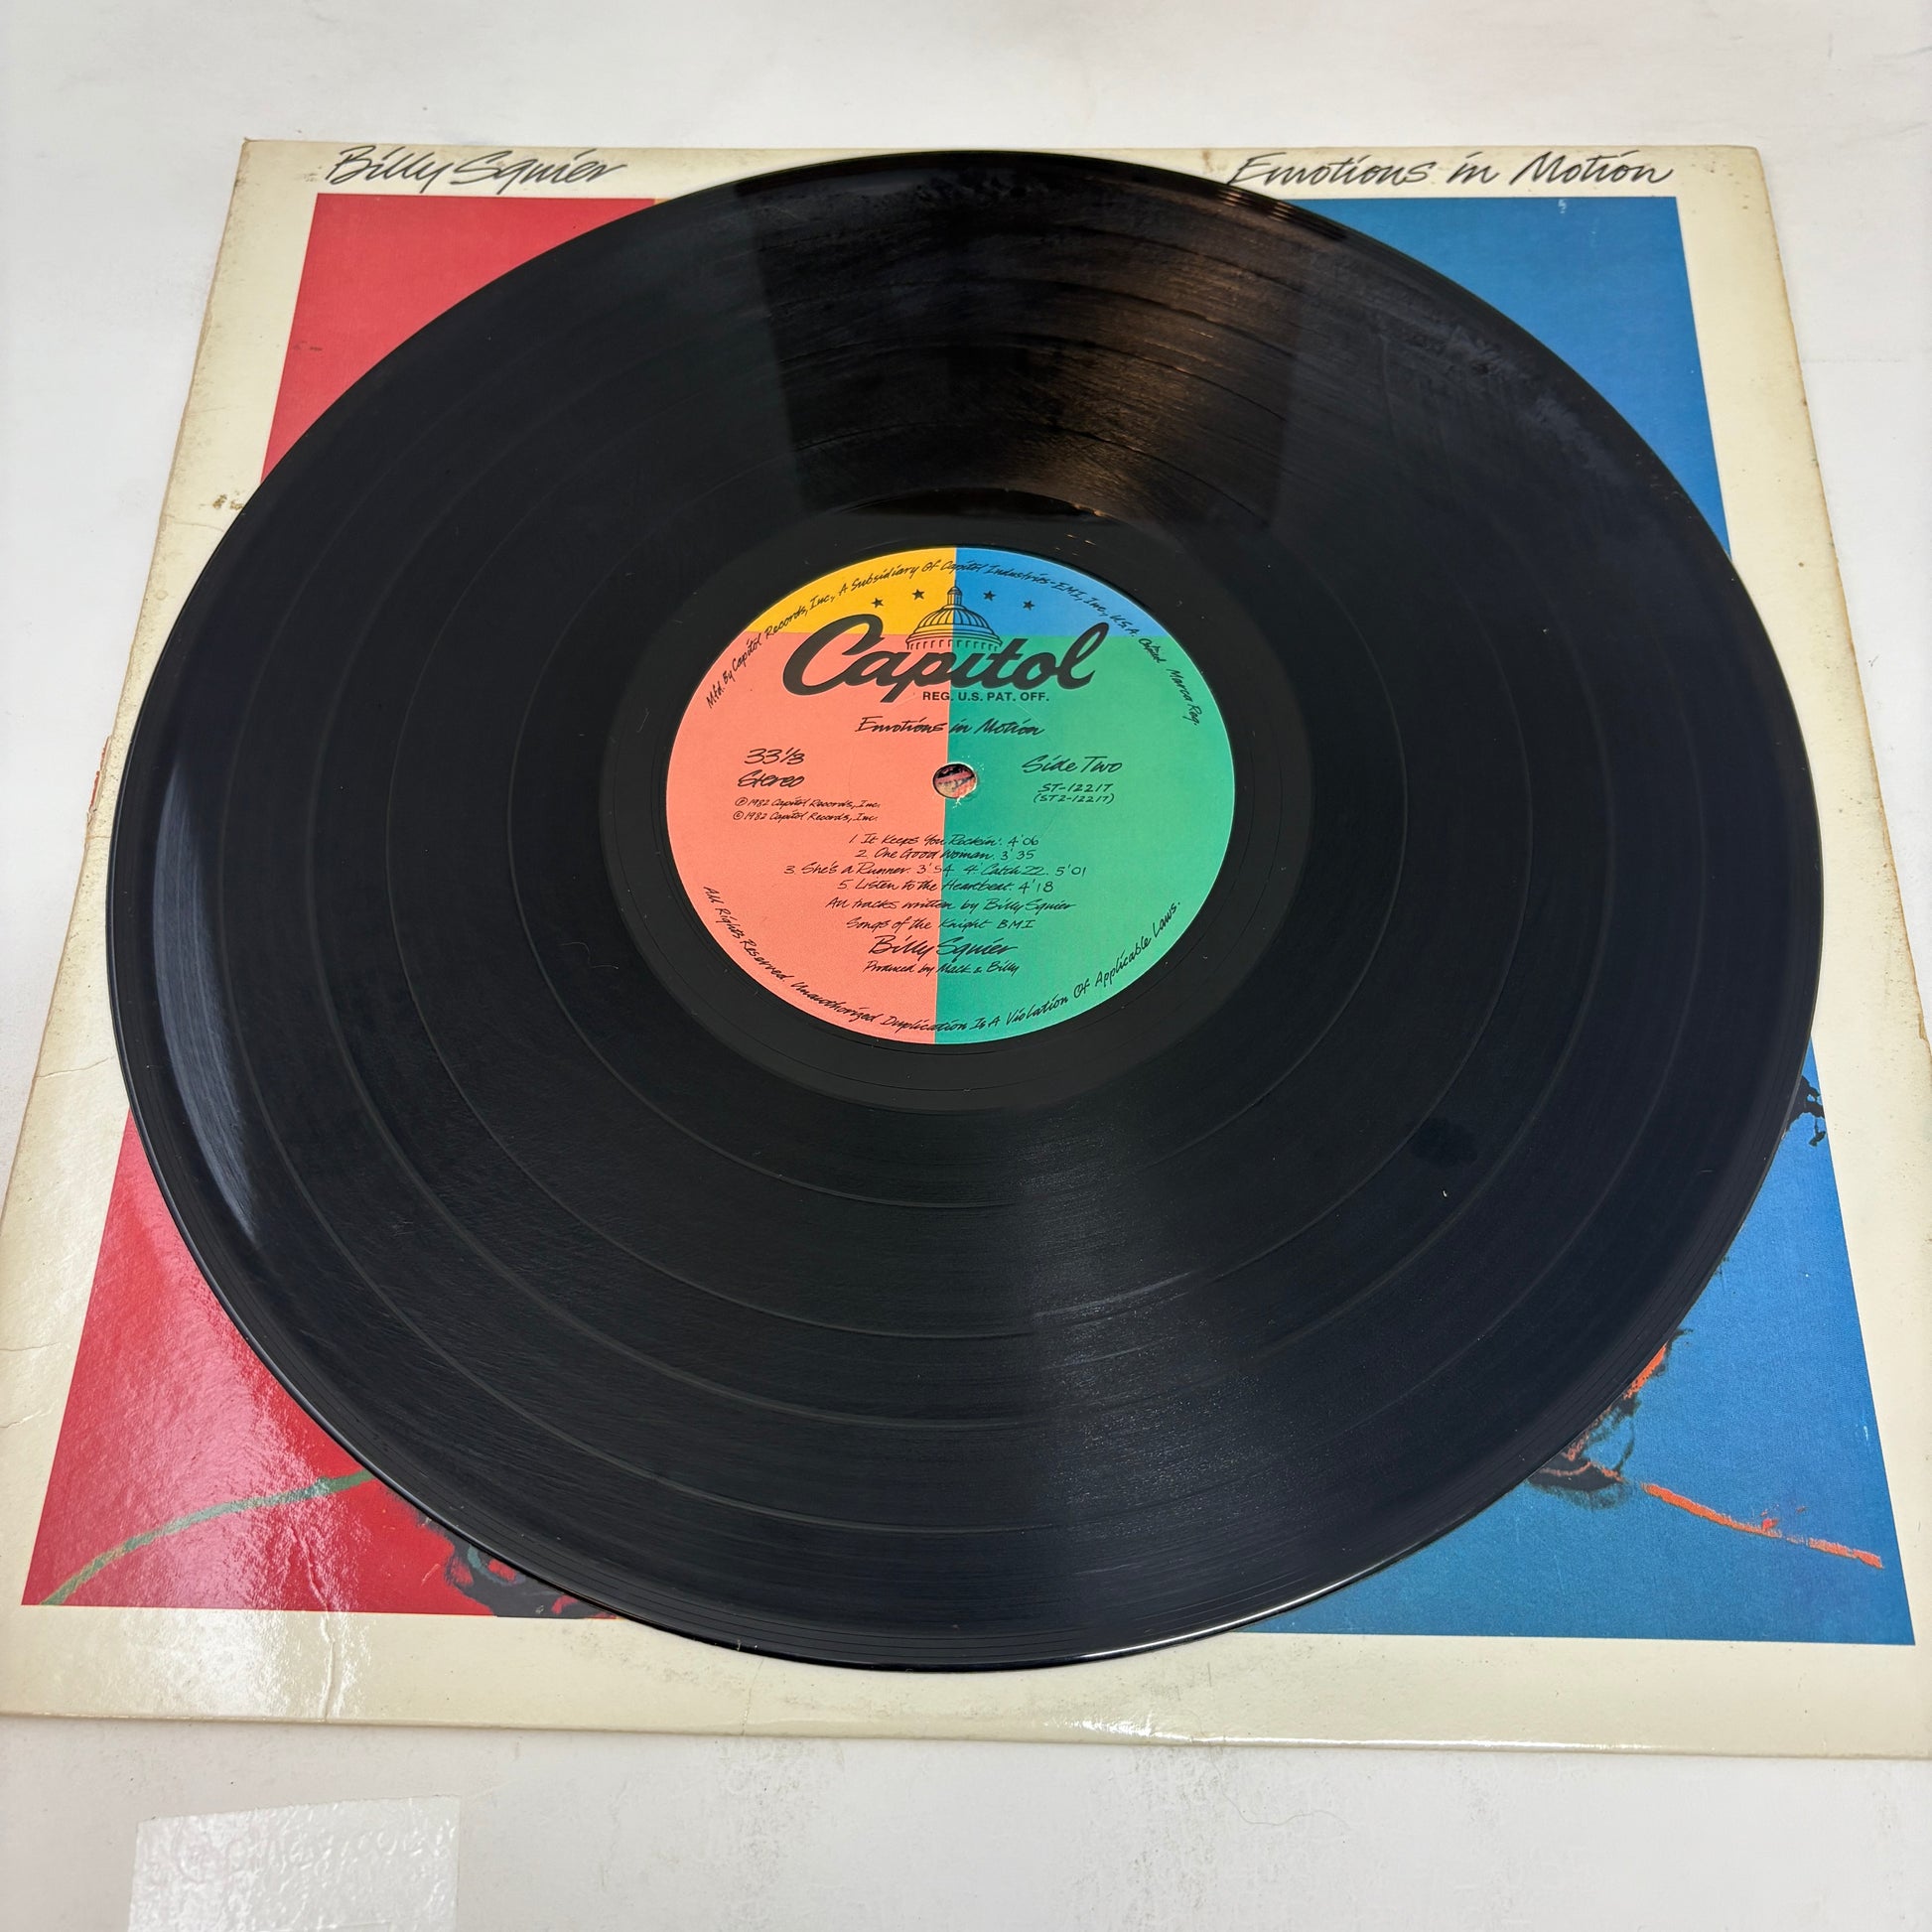 Billy Squier
Emotions in Motion
Mfd. By Capitol Records, Inc., A Subsidiary Of Capitol Industries-EMI, Inc., U.S.A. Marca Reg.
Capitol
REG. U.S. PAT. OFF.
Emotions in Motion
33 1/3
Stereo
Ⓟ1982 Capitol Records, Inc.
©1982 Capitol Records, Inc.
Side Two
ST-12217
(ST2-12217)
1. It Keeps You Rockin'. 4'06
2. One Good Woman. 3'35
3. She's a Runner. 3'54 4. Catch 22. 5'01
5. Listen to the Heartbeat. 4'18
All tracks written by Billy Squier
Songs of the Knight BMI
Billy Squier
Produced by Mack & Billy
All Rights Reserved. Unauthorized Duplication Is A Violation Of Applicable Laws.